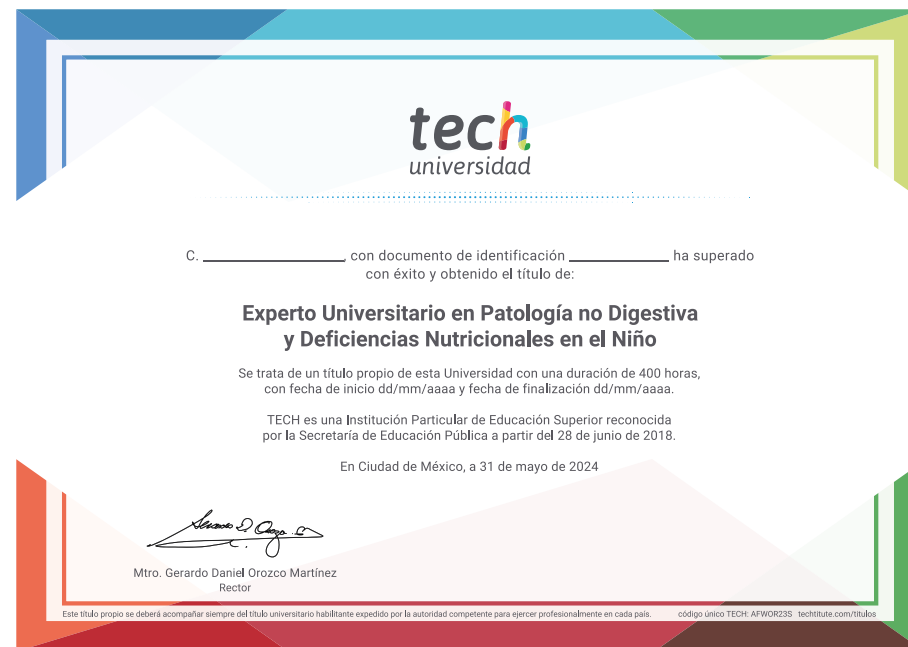 tech
universidad
C. ____________, con documento de identificación ____________ ha superado
con éxito y obtenido el título de:
Experto Universitario en Patología no Digestiva
y Deficiencias Nutricionales en el Niño
Se trata de un título propio de esta Universidad con una duración de 400 horas,
con fecha de inicio dd/mm/aaaa y fecha de finalización dd/mm/aaaa.
TECH es una Institución Particular de Educación Superior reconocida
por la Secretaría de Educación Pública a partir del 28 de junio de 2018.
En Ciudad de México, a 31 de mayo de 2024
Mtro. Gerardo Daniel Orozco Martínez
Rector
Este título propio se deberá acompañar siempre del título universitario habilitante expedido por la autoridad competente para ejercer profesionalmente en cada país. código único TECH: AFWOR23S techtitute.com/titulos